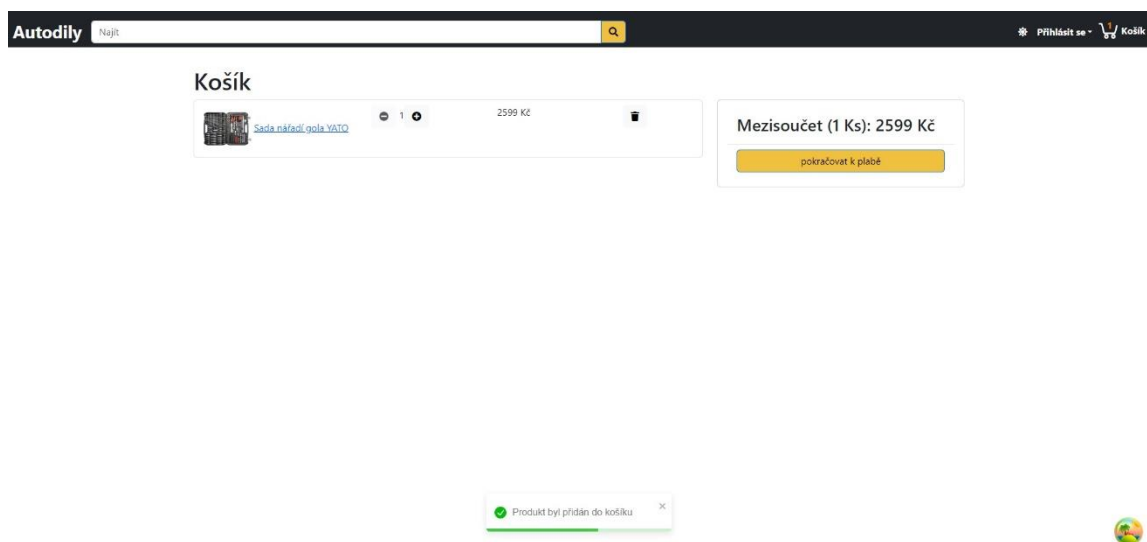 Autodily
Najít
Přihlásit se
1
Košík
Košík
Sada nářadí gola YATO
1
2599 Kč
Mezisoučet (1 Ks): 2599 Kč
pokračovat k plabě
Produkt byl přidán do košíku